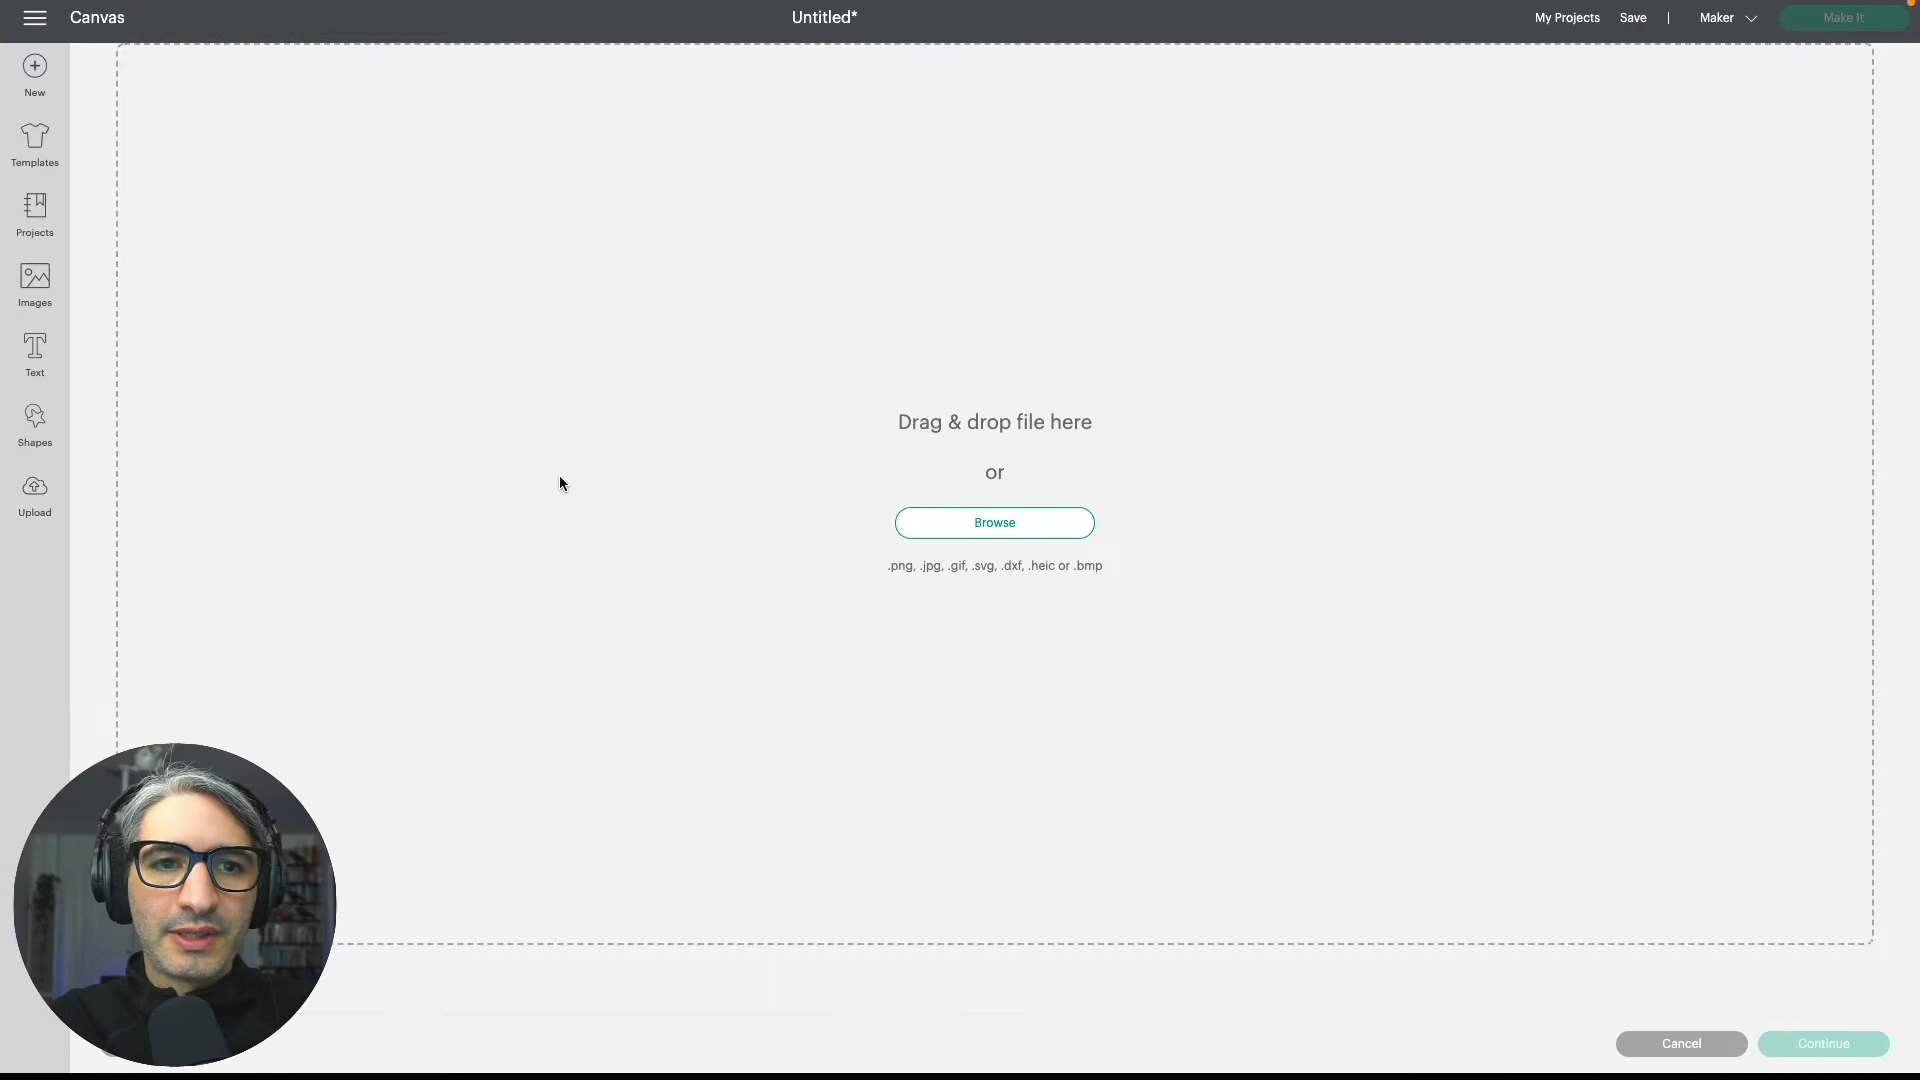 Canvas
Untitled*
My Projects
Save
|
Maker
Make It
New
Templates
Projects
Images
Text
Shapes
Upload
Drag & drop file here
or
Browse
.png, .jpg, .gif, .svg, .dxf, .heic or .bmp
Cancel
Continue